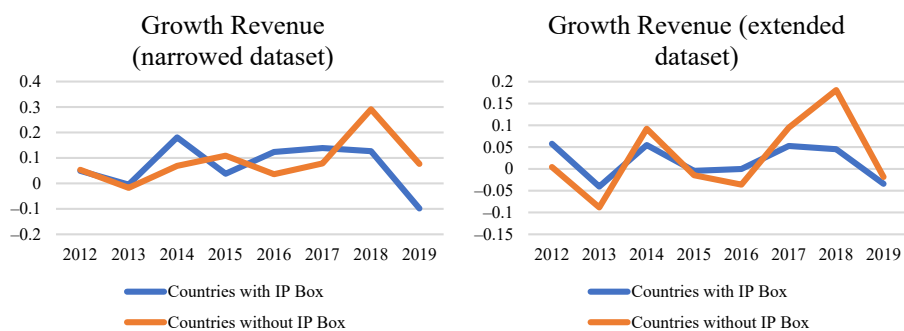 Growth Revenue
(narrowed dataset)
0.4
0.3
0.2
0.1
0
–0.1
–0.2
2012 2013 2014 2015 2016 2017 2018 2019
Countries with IP Box
Countries without IP Box
Growth Revenue (extended
dataset)
0.2
0.15
0.1
0.05
0
–0.05
–0.1
–0.15
2012 2013 2014 2015 2016 2017 2018 2019
Countries with IP Box
Countries without IP Box